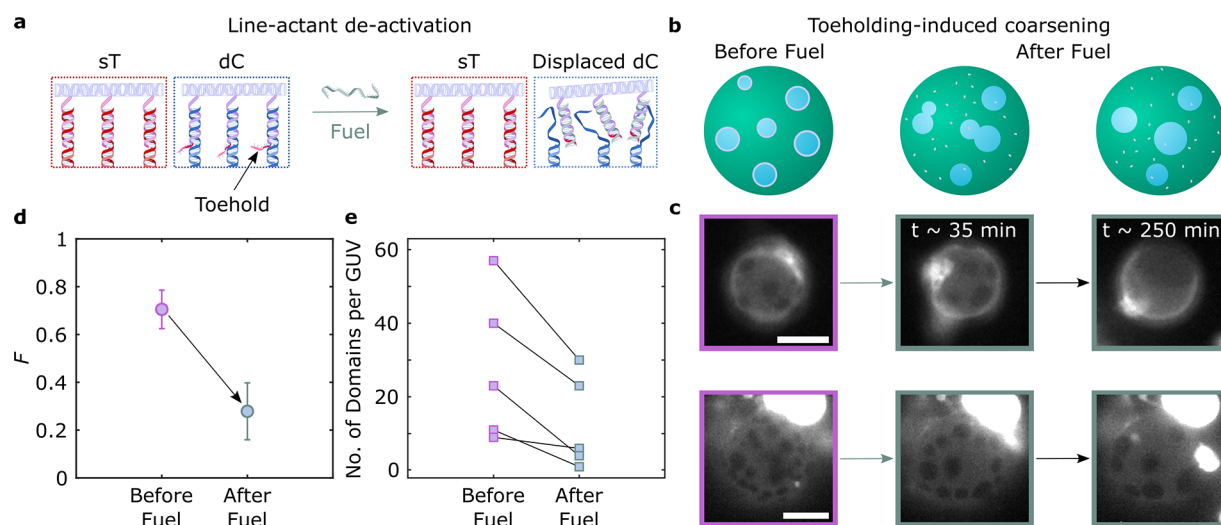 a
Line-actant de-activation
sT
dC
Fuel
sT
Displaced dC
Toehold
b
Toeholding-induced coarsening
Before Fuel
After Fuel
c
t ~ 35 min
t ~ 250 min
d
F
1
0.8
0.6
0.4
0.2
0
Before
Fuel
After
Fuel
e
No. of Domains per GUV
60
40
20
0
Before
Fuel
After
Fuel